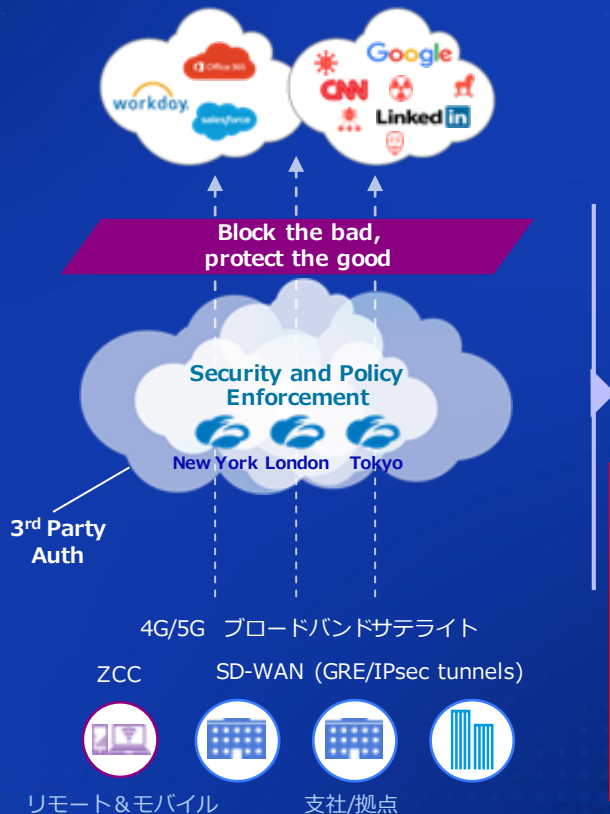 Office 365
Google
workday.
CNN
salesforce
Linked in
Block the bad,
protect the good
Security and Policy
Enforcement
New York London Tokyo
3rd Party
Auth
4G/5G ブロードバンドサテライト
ZCC
SD-WAN (GRE/IPsec tunnels)
リモート＆モバイル
支社/拠点